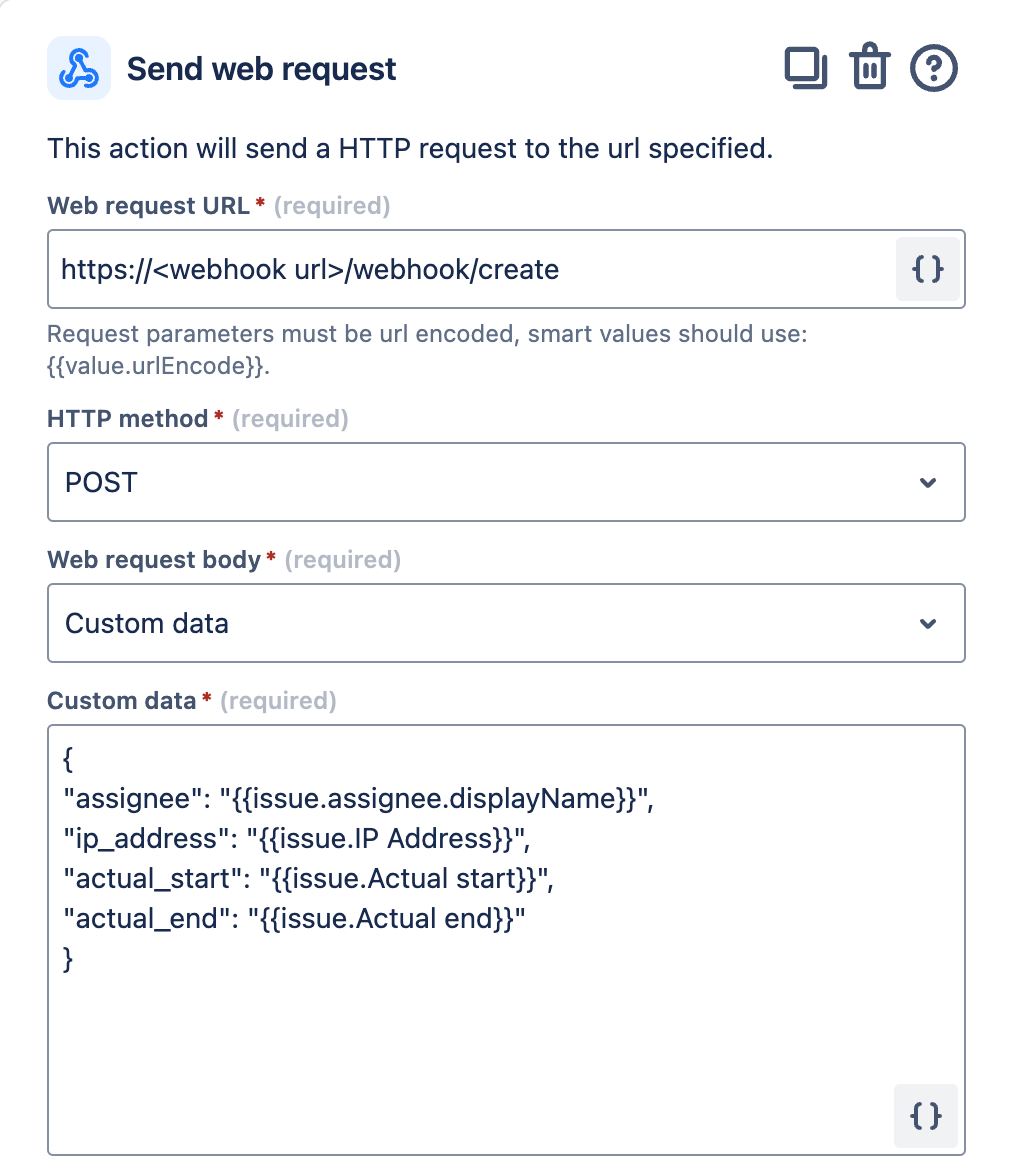 Send web request
This action will send a HTTP request to the url specified.
Web request URL * (required)
https://<webhook url>/webhook/create
{}
Request parameters must be url encoded, smart values should use:
{{value.urlEncode}}.
HTTP method * (required)
POST
Web request body * (required)
Custom data
Custom data * (required)
{
"assignee": "{{issue.assignee.displayName}}",
"ip_address": "{{issue.IP Address}}",
"actual_start": "{{issue.Actual start}}",
"actual_end": "{{issue.Actual end}}"
}
{}